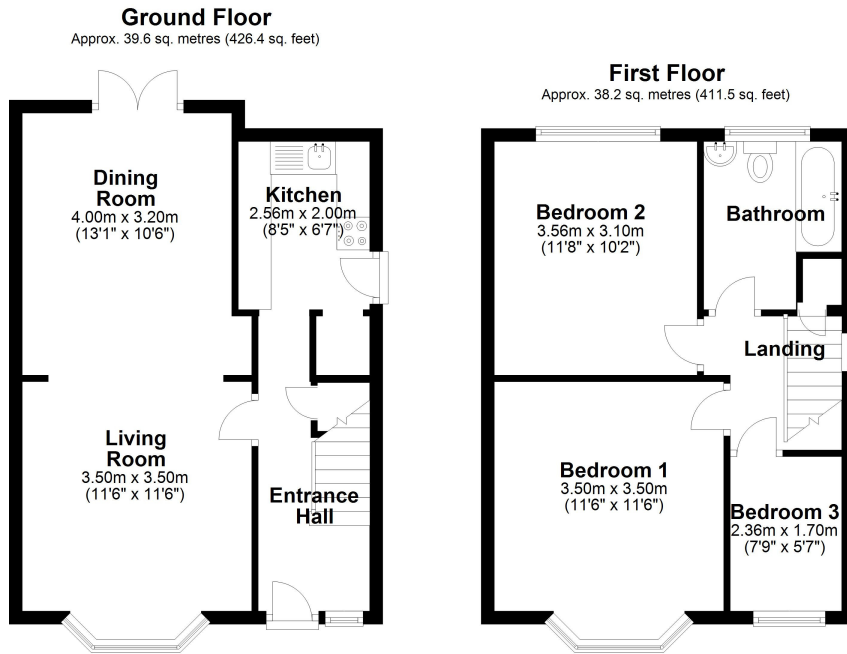 Ground Floor
Approx. 39.6 sq. metres (426.4 sq. feet)
Dining
Room
4.00m x 3.20m
(13'1" x 10'6")
Kitchen
2.56m x 2.00m
(8'5" x 6'7")
Living
Room
3.50m x 3.50m
(11'6" x 11'6")
Entrance
Hall
First Floor
Approx. 38.2 sq. metres (411.5 sq. feet)
Bedroom 2
3.56m x 3.10m
(11'8" x 10'2")
Bathroom
Landing
Bedroom 1
3.50m x 3.50m
(11'6" x 11'6")
Bedroom 3
2.36m x 1.70m
(7'9" x 5'7")